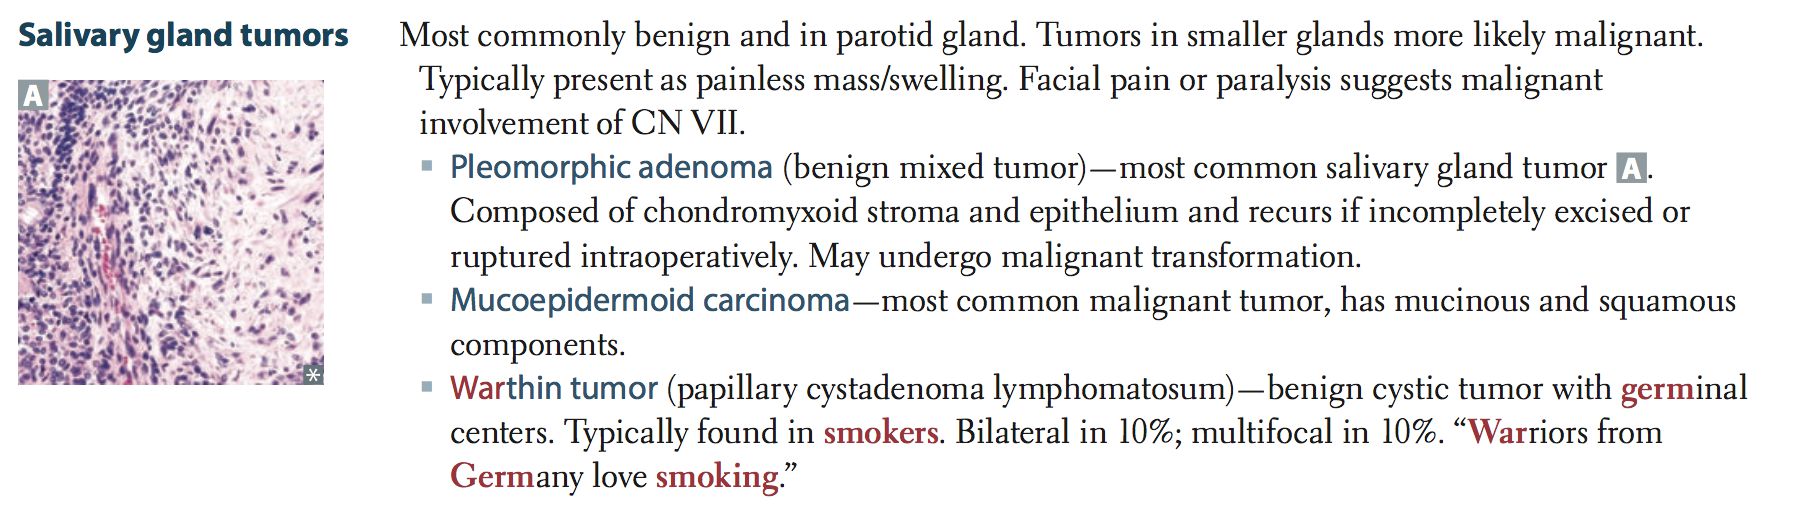 Salivary gland tumors
A
*
Most commonly benign and in parotid gland. Tumors in smaller glands more likely malignant.
Typically present as painless mass/swelling. Facial pain or paralysis suggests malignant
involvement of CN VII.
▪ Pleomorphic adenoma (benign mixed tumor)—most common salivary gland tumor A.
Composed of chondromyxoid stroma and epithelium and recurs if incompletely excised or
ruptured intraoperatively. May undergo malignant transformation.
▪ Mucoepidermoid carcinoma—most common malignant tumor, has mucinous and squamous
components.
▪ Warthin tumor (papillary cystadenoma lymphomatosum)—benign cystic tumor with germinal
centers. Typically found in smokers. Bilateral in 10%; multifocal in 10%. “Warriors from
Germany love smoking.”